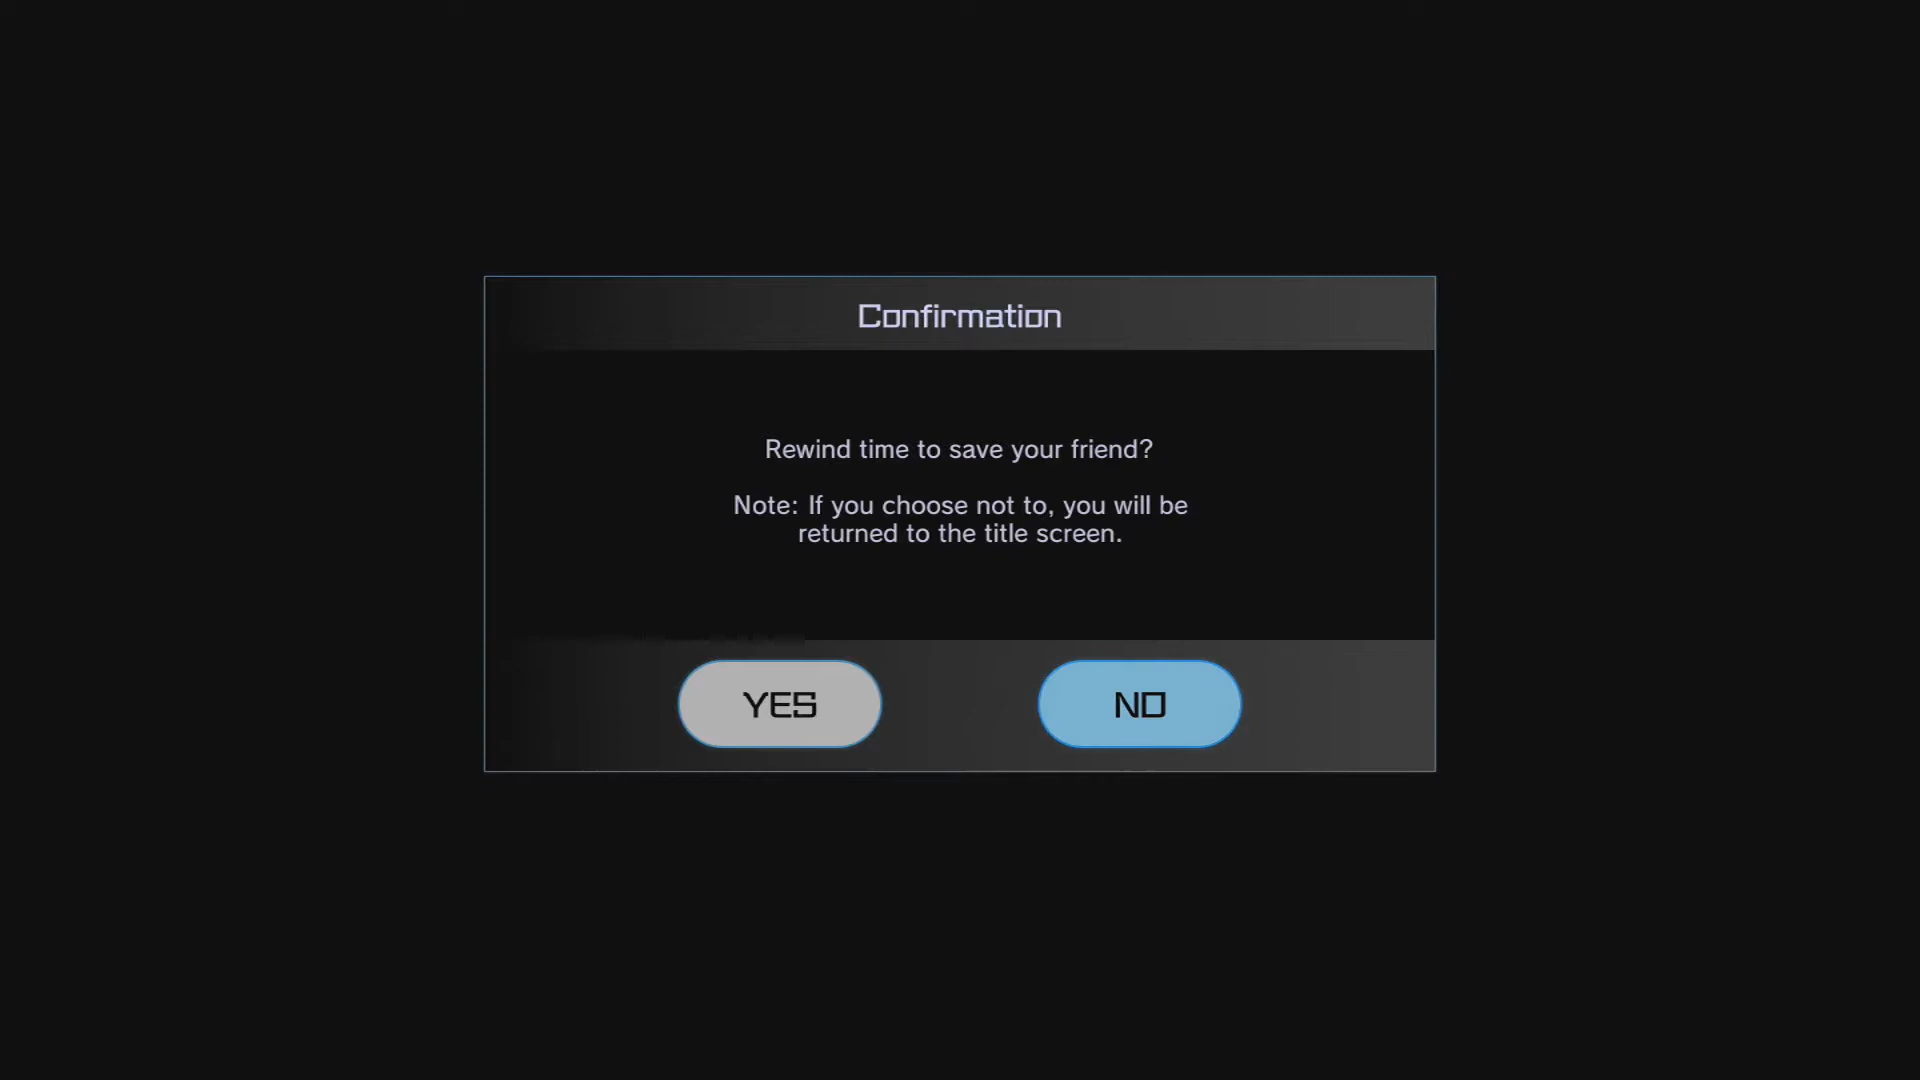 Confirmation
Rewind time to save your friend?
Note: If you choose not to, you will be
returned to the title screen.
YES
NO